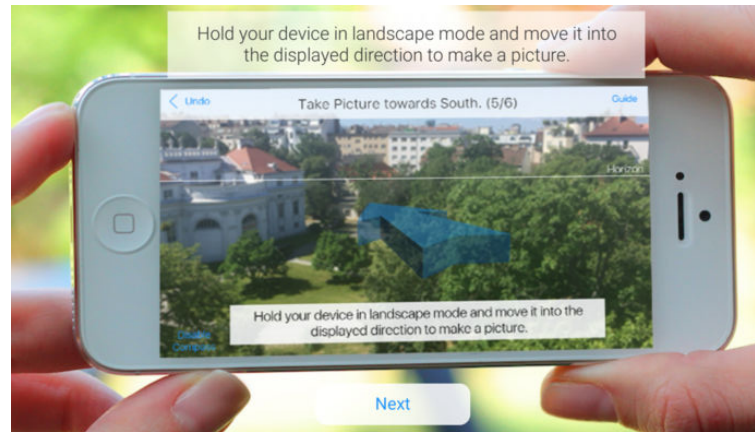 Hold your device in landscape mode and move it into
the displayed direction to make a picture.
Undo
Take Picture towards South. (5/6)
Guide
Horizon
Hold your device in landscape mode and move it into the
displayed direction to make a picture.
Compass
Next